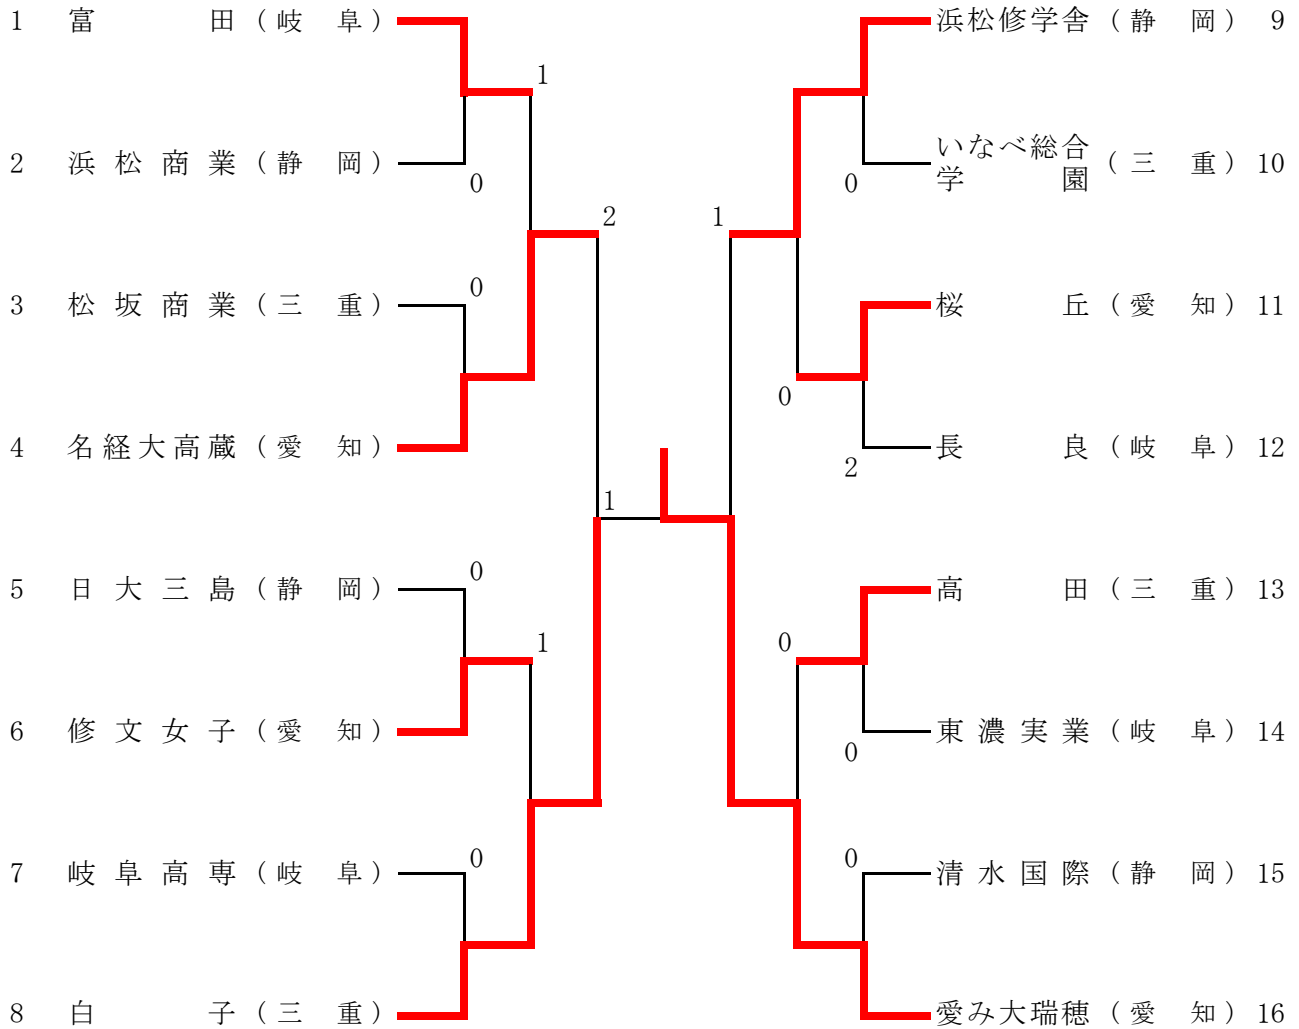 1 富田(岐阜)
2 浜松商業(静岡)
3 松坂商業(三重)
4 名経大高蔵(愛知)
5 日大三島(静岡)
6 修文女子(愛知)
7 岐阜高専(岐阜)
8 白子(三重)
1
0
0
2
1
0
1
0
浜松修学舎(静岡) 9
いなべ総合
学園(三重) 10
桜丘(愛知) 11
長良(岐阜) 12
高田(三重) 13
東濃実業(岐阜) 14
清水国際(静岡) 15
愛み大瑞穂(愛知) 16
0
1
0
2
0
0
0